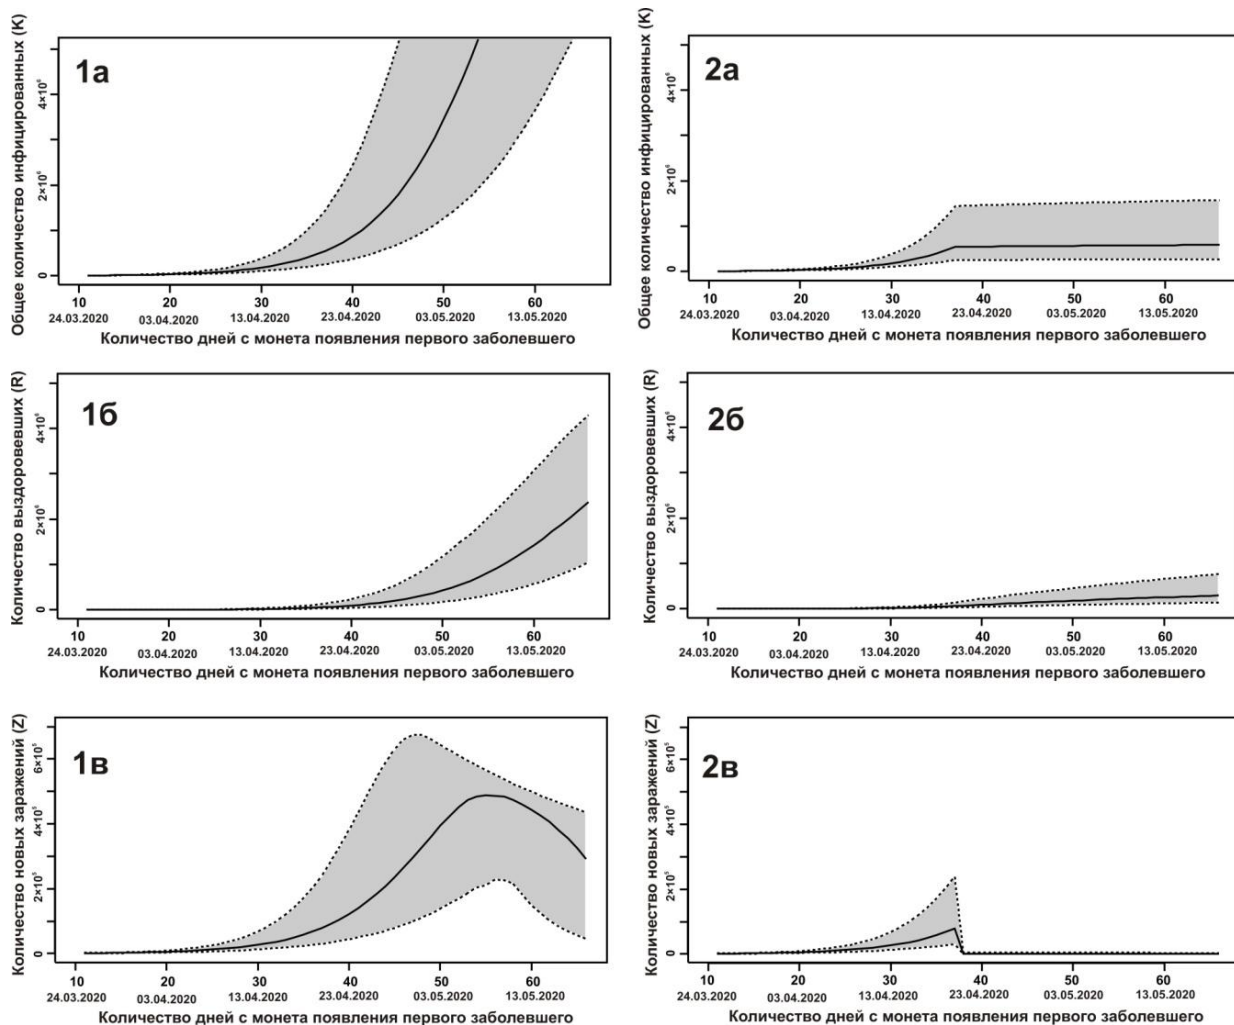 1а
Общее количество инфицированных (K)
4×10⁶
2×10⁶
0
10 20 30 40 50 60
24.03.2020 03.04.2020 13.04.2020 23.04.2020 03.05.2020 13.05.2020
Количество дней с монета появления первого заболевшего
2а
Общее количество инфицированных (K)
4×10⁶
2×10⁶
0
10 20 30 40 50 60
24.03.2020 03.04.2020 13.04.2020 23.04.2020 03.05.2020 13.05.2020
Количество дней с монета появления первого заболевшего
1б
Количество выздоровевших (R)
4×10⁶
2×10⁶
0
10 20 30 40 50 60
24.03.2020 03.04.2020 13.04.2020 23.04.2020 03.05.2020 13.05.2020
Количество дней с монета появления первого заболевшего
2б
Количество выздоровевших (R)
4×10⁶
2×10⁶
0
10 20 30 40 50 60
24.03.2020 03.04.2020 13.04.2020 23.04.2020 03.05.2020 13.05.2020
Количество дней с монета появления первого заболевшего
1в
Количество новых заражений (Z)
6×10⁵
4×10⁵
2×10⁵
0
10 20 30 40 50 60
24.03.2020 03.04.2020 13.04.2020 23.04.2020 03.05.2020 13.05.2020
Количество дней с монета появления первого заболевшего
2в
Количество новых заражений (Z)
6×10⁵
4×10⁵
2×10⁵
0
10 20 30 40 50 60
24.03.2020 03.04.2020 13.04.2020 23.04.2020 03.05.2020 13.05.2020
Количество дней с монета появления первого заболевшего